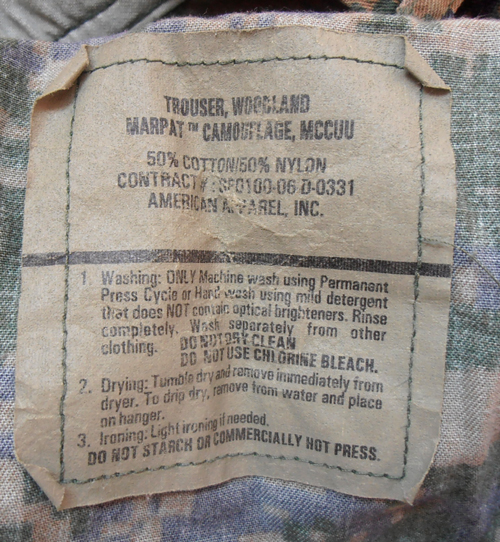 TROUSER, WOODLAND
MARPAT™ CAMOUFLAGE, MCCUU
50% COTTON/50% NYLON
CONTRACT # : SP0100-06 D-0331
AMERICAN APPAREL, INC.
1. Washing: ONLY Machine wash using Permanent
Press Cycle or Hand wash using mild detergent
that does NOT contain optical brighteners. Rinse
completely. Wash separately from other
clothing. DO NOT DRY CLEAN
DO NOT USE CHLORINE BLEACH.
2. Drying: Tumble dry and remove immediately from
dryer. To drip dry, remove from water and place
on hanger.
3. Ironing: Light ironing if needed.
DO NOT STARCH OR COMMERCIALLY HOT PRESS.